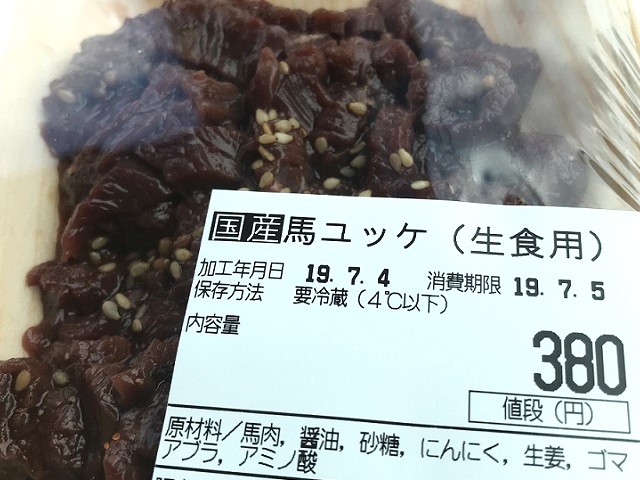 国産馬ユッケ（生食用）
加工年月日 19.7.4 消費期限 19.7.5
保存方法 要冷蔵（4℃以下）
内容量
380
値段（円）
原材料／馬肉，醤油，砂糖，にんにく，生姜，ゴマ
アブラ，アミノ酸